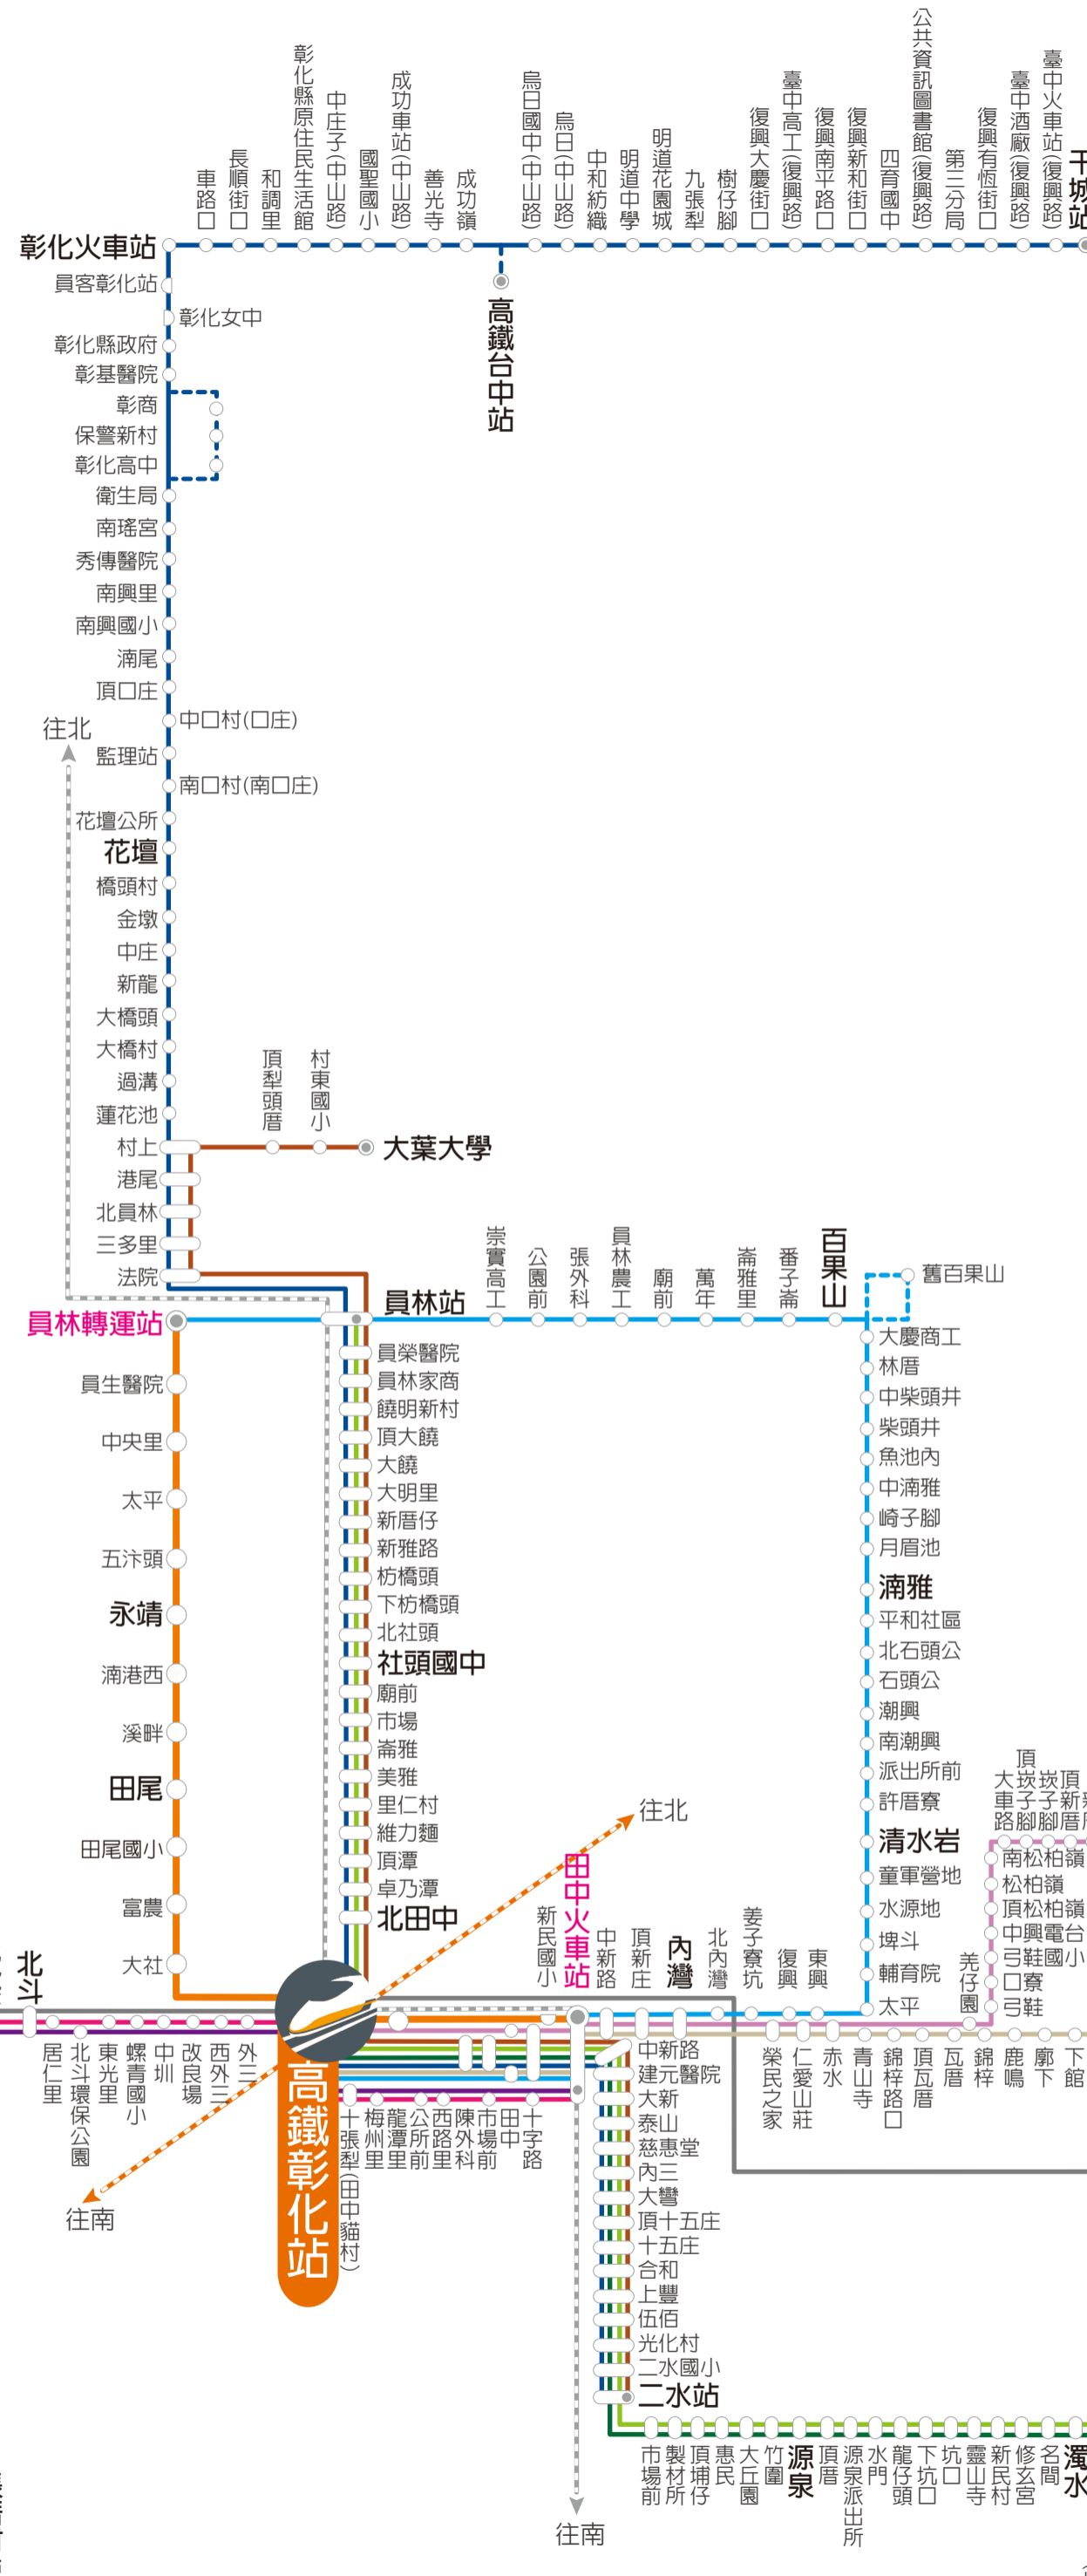 車路口
長順街口
和調里
彰化縣原住民生活館
中庄子(中山路)
國聖國小
成功車站(中山路)
善光寺
成功嶺
烏日國中(中山路)
烏日(中山路)
中和紡織
明道中學
明道花園城
九張犁
樹仔腳
復興大慶街口
臺中高工(復興路)
復興南平路口
復興新和街口
四育國中
公共資訊圖書館(復興路)
第三分局
復興有恆街口
臺中酒廠(復興路)
臺中火車站(復興路)
干城站
高鐵台中站
彰化火車站
員客彰化站
彰化女中
彰化縣政府
彰基醫院
彰商
保警新村
彰化高中
衛生局
南瑤宮
秀傳醫院
南興里
南興國小
湳尾
頂口庄
中口村(口庄)
往北
監理站
南口村(南口庄)
花壇公所
花壇
橋頭村
金墩
中庄
新龍
大橋頭
大橋村
過溝
蓮花池
村上
港尾
北員林
三多里
法院
頂犁頭厝
村東國小
大葉大學
員林轉運站
員林站
崇實高工
公園前
張外科
員林農工
廟前
萬年
崙雅里
番子崙
百果山
舊百果山
員生醫院
中央里
太平
五汴頭
永靖
湳港西
溪畔
田尾
田尾國小
富農
大社
員榮醫院
員林家商
饒明新村
頂大饒
大饒
大明里
新厝仔
新雅路
枋橋頭
下枋橋頭
北社頭
社頭國中
廟前
市場
崙雅
美雅
里仁村
維力麵
頂潭
卓乃潭
北田中
大慶商工
林厝
中柴頭井
柴頭井
魚池內
中湳雅
崎子腳
月眉池
湳雅
平和社區
北石頭公
石頭公
潮興
南潮興
派出所前
許厝寮
清水岩
童軍營地
水源地
埤斗
輔育院
太平
大車路
頂崁子腳
崁子腳
頂新厝
南松柏嶺
松柏嶺
頂松柏嶺
中興電台
弓鞋國小
口寮
弓鞋
羌仔園
往北
新民國小
田中火車站
中新路
頂新庄
內灣
北內灣
姜子寮坑
復興
東興
北斗
居仁里
北斗環保公園
東光里
螺青國小
中圳
改良場
西外三
外三
往南
高鐵彰化站
十張犁(田中貓村)
梅州里
龍潭里
公所前
西路里
陳外科
市場前
田中
十字路
榮民之家
仁愛山莊
赤水
青山寺
錦梓路口
頂瓦厝
瓦厝
錦梓
鹿鳴
廓下
下館
中新路
建元醫院
大新
泰山
慈惠堂
內三
大彎
頂十五庄
十五庄
合和
上豐
伍佰
光化村
二水國小
二水站
市場前
製材所
頂埔仔
惠民
大丘園
竹圍
源泉
頂厝
源泉派出所
水門
龍仔頭
下坑口
坑口
靈山寺
新民村
修玄宮
名間
濁水
往南